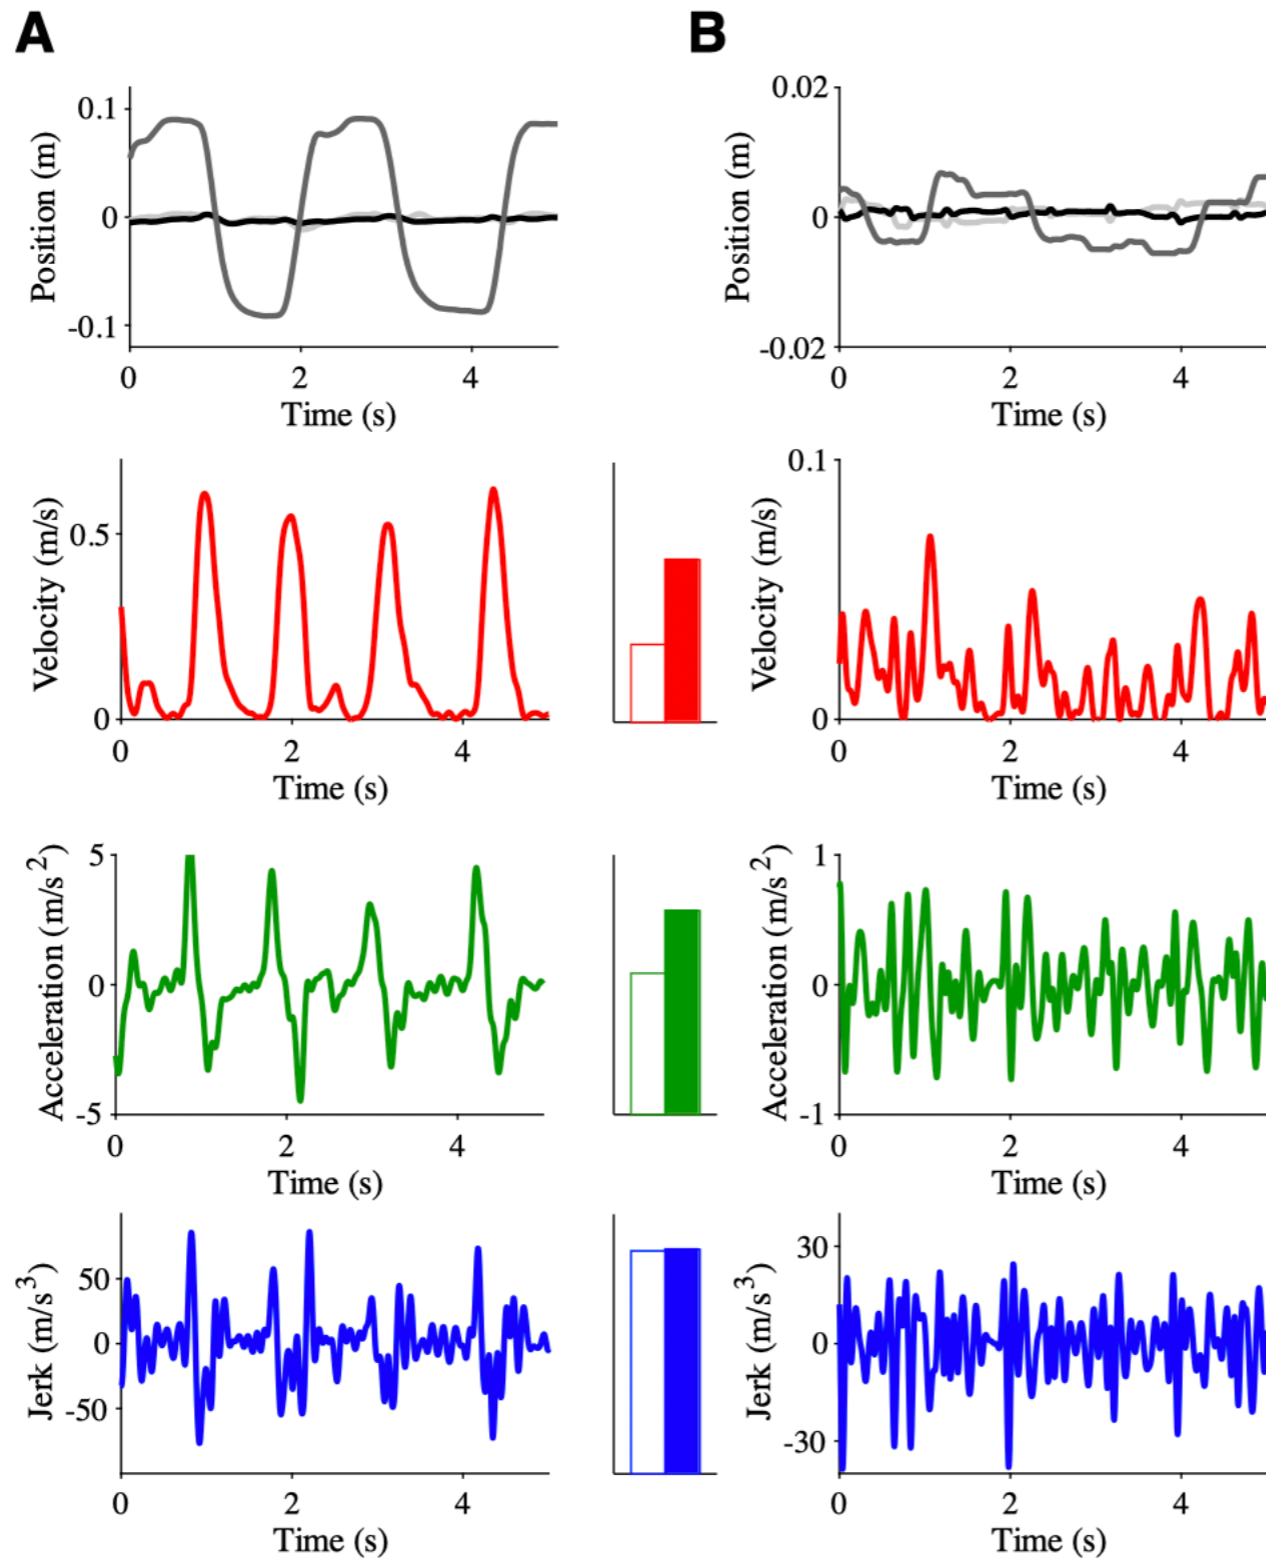 A
B
Position (m)
0.1
0
-0.1
0 2 4
Time (s)
Position (m)
0.02
0
-0.02
0 2 4
Time (s)
Velocity (m/s)
0.5
0
0 2 4
Time (s)
Velocity (m/s)
0.1
0
0 2 4
Time (s)
Acceleration (m/s²)
5
0
-5
0 2 4
Time (s)
Acceleration (m/s²)
1
0
-1
0 2 4
Time (s)
Jerk (m/s³)
50
0
-50
0 2 4
Time (s)
Jerk (m/s³)
30
0
-30
0 2 4
Time (s)